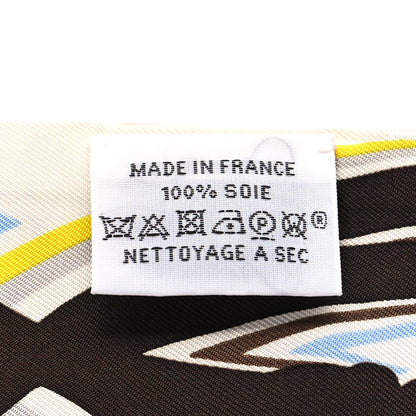 MADE IN FRANCE
100% SOIE
P W ®
NETTOYAGE A SEC